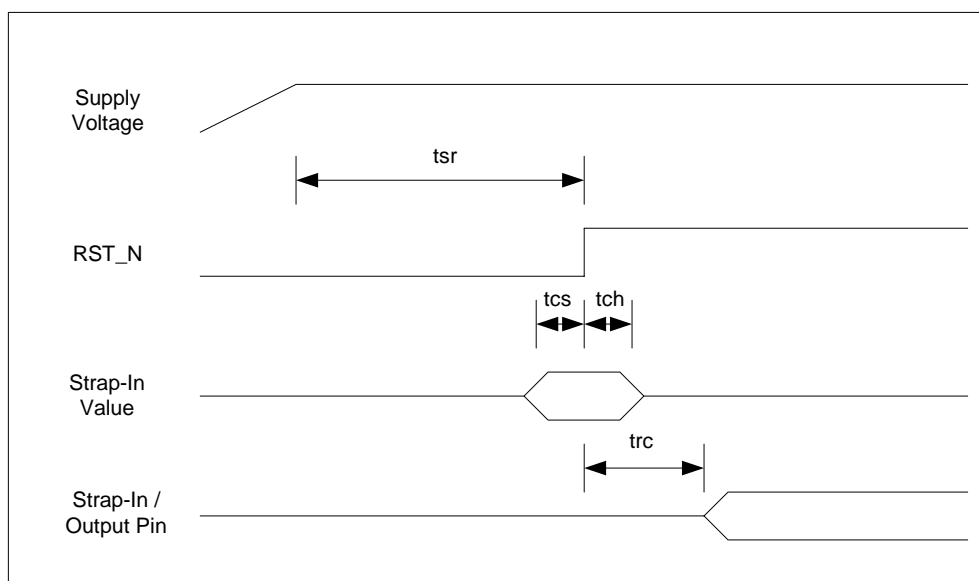 Supply
Voltage
tsr
RST_N
tcs
tch
Strap-In
Value
trc
Strap-In /
Output Pin